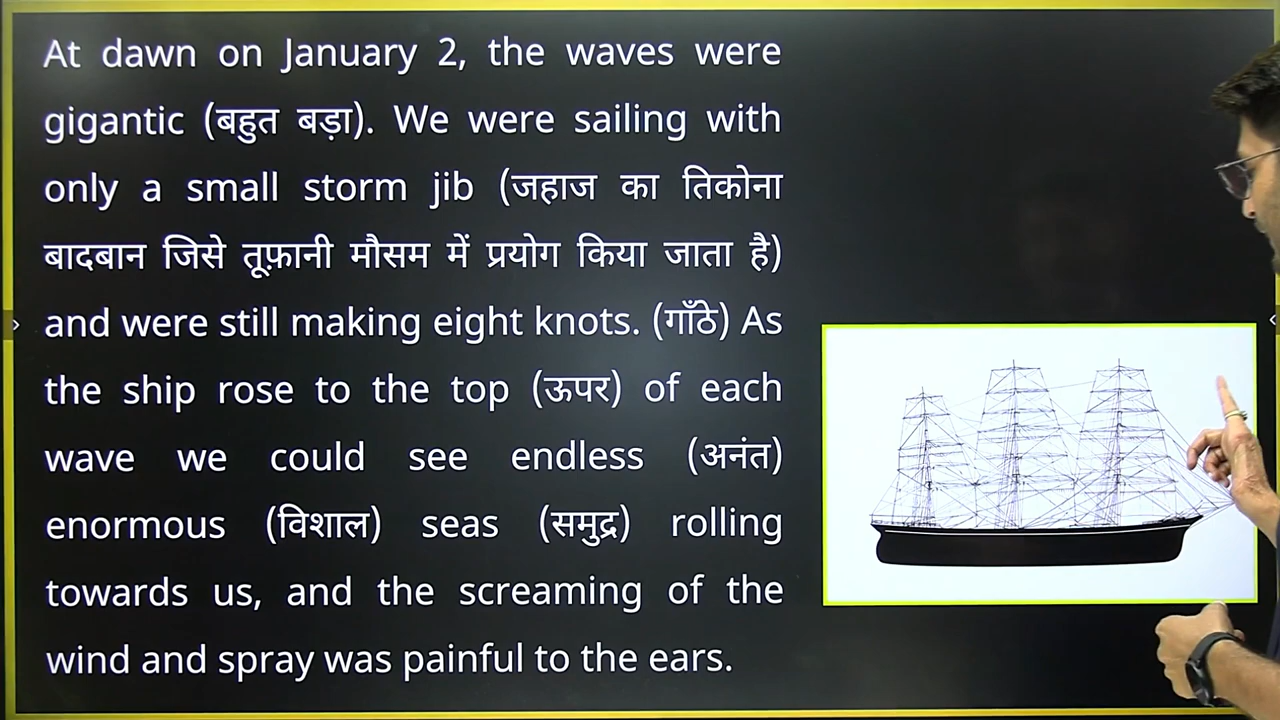 At dawn on January 2, the waves were
gigantic (बहुत बड़ा). We were sailing with
only a small storm jib (जहाज का तिकोना
बादबान जिसे तूफ़ानी मौसम में प्रयोग किया जाता है)
and were still making eight knots. (गाँठे) As
the ship rose to the top (ऊपर) of each
wave we could see endless (अनंत)
enormous (विशाल) seas (समुद्र) rolling
towards us, and the screaming of the
wind and spray was painful to the ears.